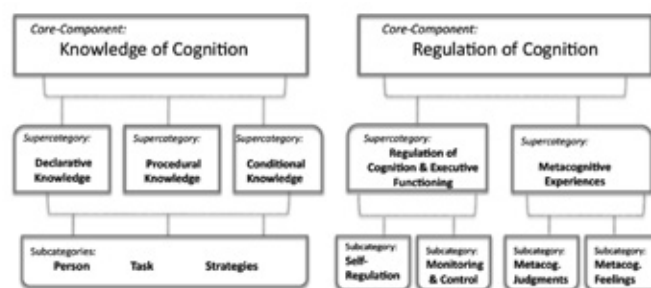 Core-Component:
Knowledge of Cognition
Core-Component:
Regulation of Cognition
Supercategory:
Declarative
Knowledge
Supercategory:
Procedural
Knowledge
Supercategory:
Conditional
Knowledge
Supercategory:
Regulation of
Cognition & Executive
Functioning
Supercategory:
Metacognitive
Experiences
Subcategories:
Person Task Strategies
Subcategory:
Self-
Regulation
Subcategory:
Monitoring
& Control
Subcategory:
Metacog.
Judgments
Subcategory:
Metacog.
Feelings